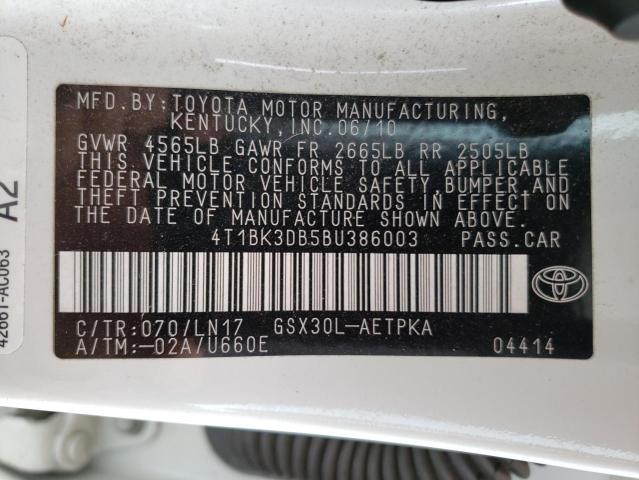 MFD.BY:TOYOTA MOTOR MANUFACTURING,
KENTUCKY,INC.06/10
GVWR 4565LB GAWR FR 2665LB RR 2505LB
THIS VEHICLE CONFORMS TO ALL APPLICABLE
FEDERAL MOTOR VEHICLE SAFETY,BUMPER,AND
THEFT PREVENTION STANDARDS IN EFFECT ON
THE DATE OF MANUFACTURE SHOWN ABOVE.
4T1BK3DB5BU386003 PASS.CAR
C/TR:070/LN17 GSX30L-AETPKA
A/TM:-02A/U660E 04414
42661-AC063
A2